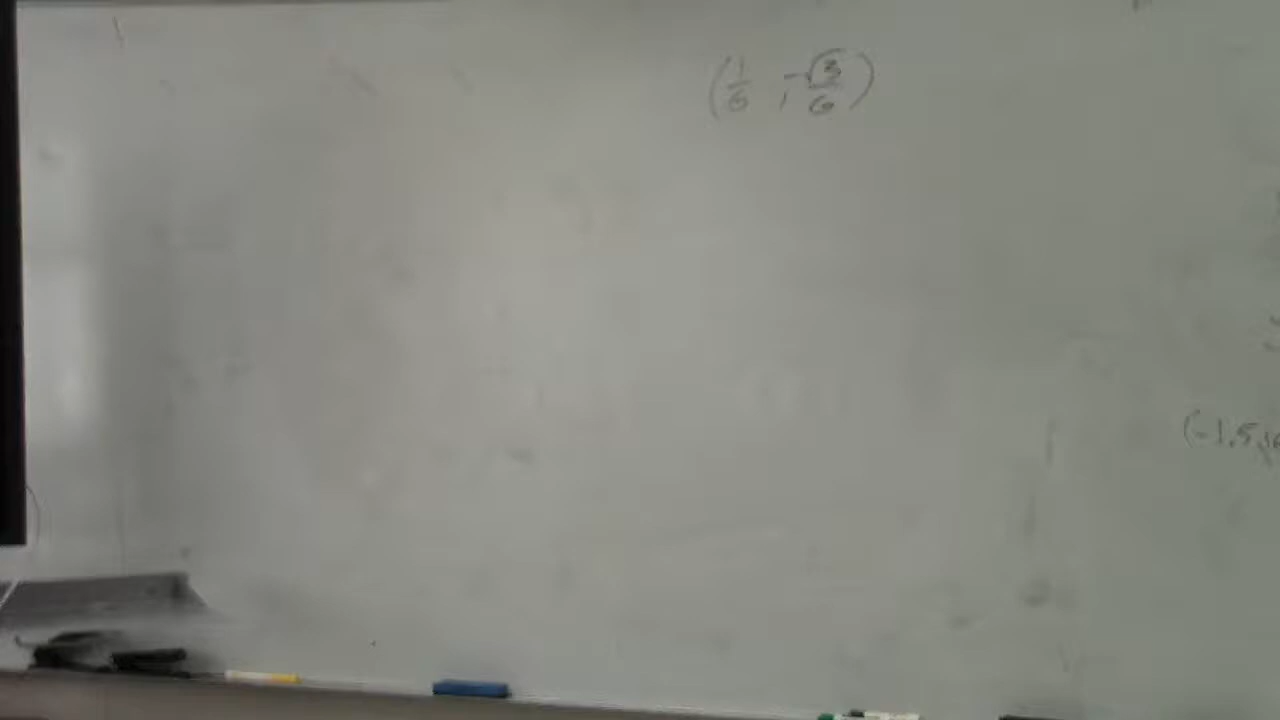 (1/6, -√3/6)
(-1.5,